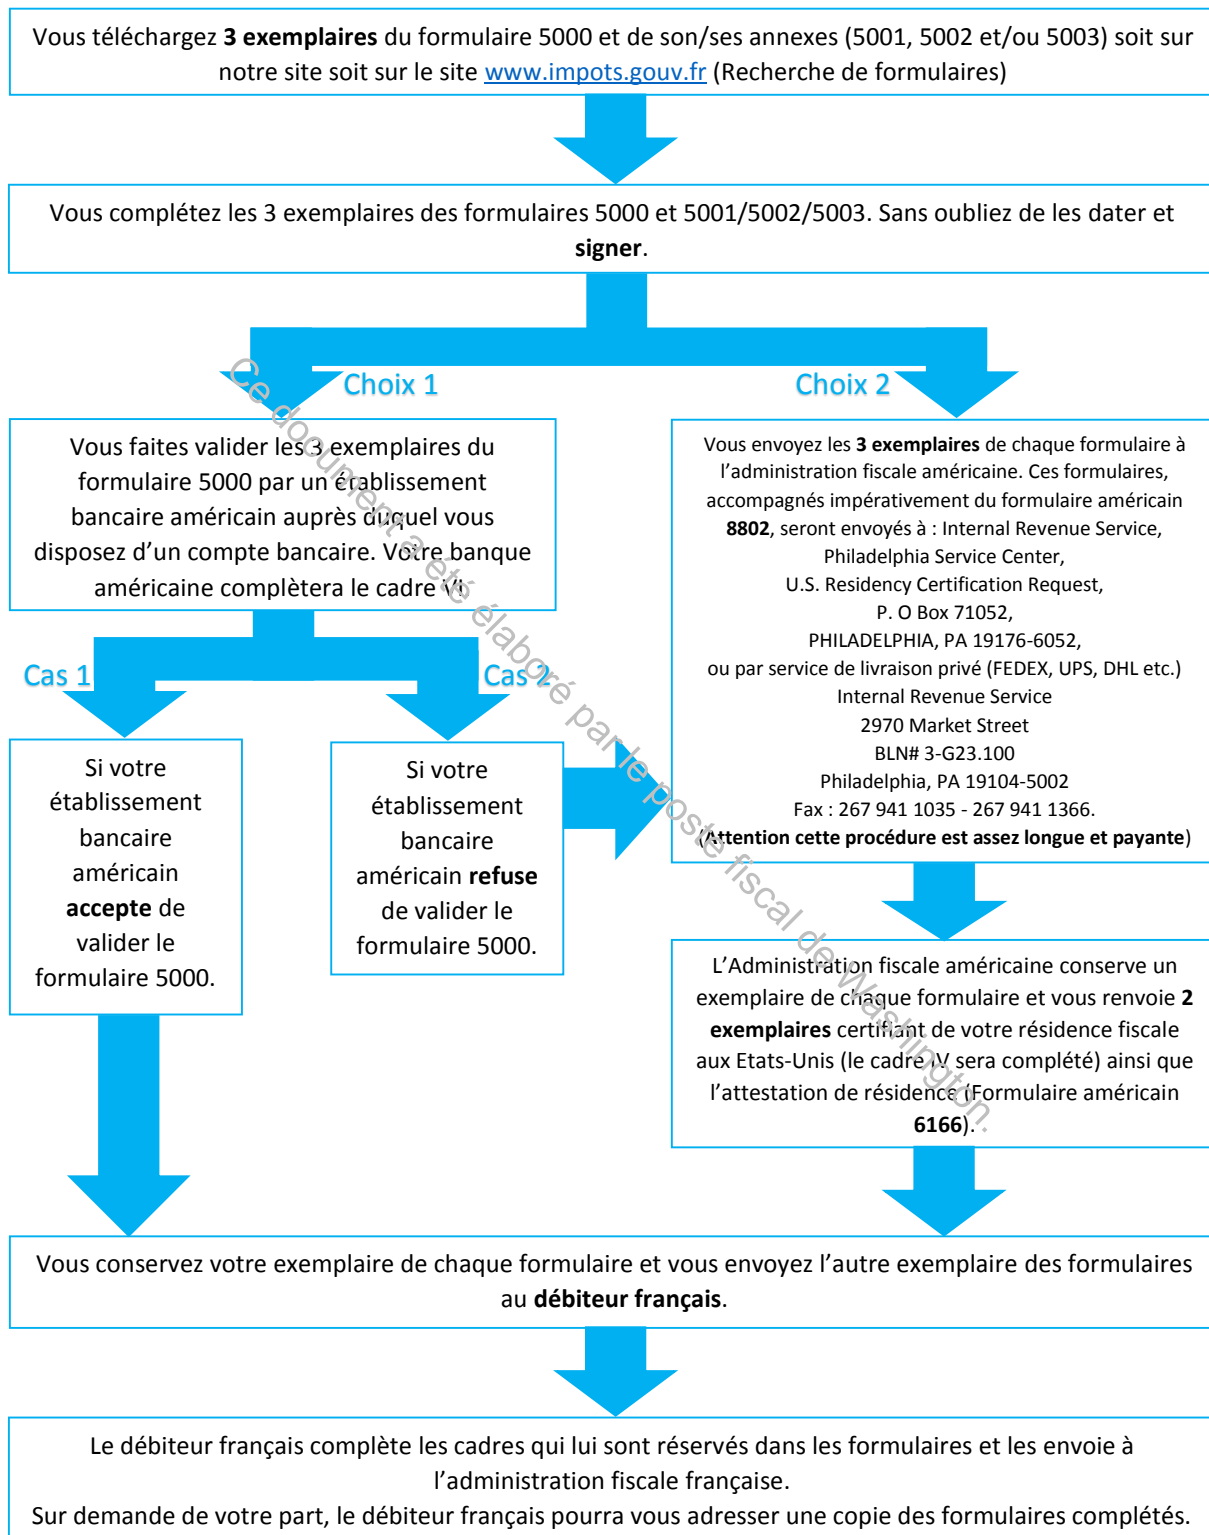 Vous téléchargez 3 exemplaires du formulaire 5000 et de son/ses annexes (5001, 5002 et/ou 5003) soit sur
notre site soit sur le site www.impots.gouv.fr (Recherche de formulaires)
Vous complétez les 3 exemplaires des formulaires 5000 et 5001/5002/5003. Sans oubliez de les dater et
signer.
Choix 1
Choix 2
Vous faites valider les 3 exemplaires du
formulaire 5000 par un établissement
bancaire américain auprès duquel vous
disposez d’un compte bancaire. Votre banque
américaine complètera le cadre VI.
Vous envoyez les 3 exemplaires de chaque formulaire à
l’administration fiscale américaine. Ces formulaires,
accompagnés impérativement du formulaire américain
8802, seront envoyés à : Internal Revenue Service,
Philadelphia Service Center,
U.S. Residency Certification Request,
P. O Box 71052,
PHILADELPHIA, PA 19176-6052,
ou par service de livraison privé (FEDEX, UPS, DHL etc.)
Internal Revenue Service
2970 Market Street
BLN# 3-G23.100
Philadelphia, PA 19104-5002
Fax : 267 941 1035 - 267 941 1366.
(Attention cette procédure est assez longue et payante)
Cas 1
Cas 2
Si votre
établissement
bancaire
américain
accepte de
valider le
formulaire 5000.
Si votre
établissement
bancaire
américain refuse
de valider le
formulaire 5000.
L’Administration fiscale américaine conserve un
exemplaire de chaque formulaire et vous renvoie 2
exemplaires certifiant de votre résidence fiscale
aux Etats-Unis (le cadre IV sera complété) ainsi que
l’attestation de résidence (Formulaire américain
6166).
Vous conservez votre exemplaire de chaque formulaire et vous envoyez l’autre exemplaire des formulaires
au débiteur français.
Le débiteur français complète les cadres qui lui sont réservés dans les formulaires et les envoie à
l’administration fiscale française.
Sur demande de votre part, le débiteur français pourra vous adresser une copie des formulaires complétés.
Ce document a été élaboré par le poste fiscal de Washington.